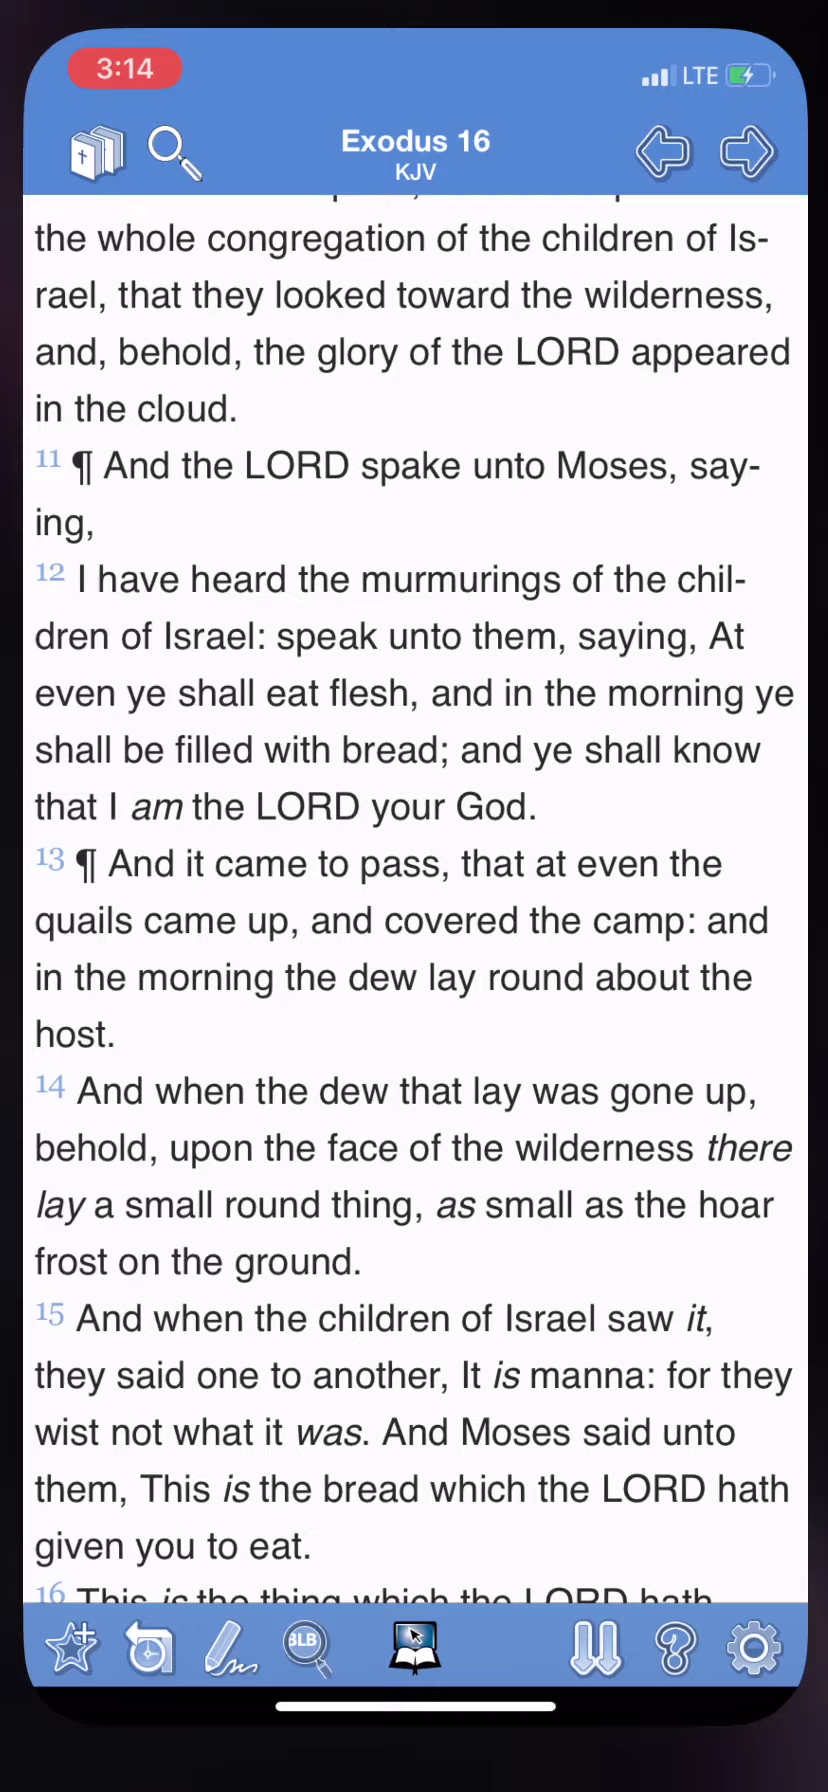 3:14
LTE
Exodus 16
KJV
the whole congregation of the children of Is-
rael, that they looked toward the wilderness,
and, behold, the glory of the LORD appeared
in the cloud.
11 ¶ And the LORD spake unto Moses, say-
ing,
12 I have heard the murmurings of the chil-
dren of Israel: speak unto them, saying, At
even ye shall eat flesh, and in the morning ye
shall be filled with bread; and ye shall know
that I am the LORD your God.
13 ¶ And it came to pass, that at even the
quails came up, and covered the camp: and
in the morning the dew lay round about the
host.
14 And when the dew that lay was gone up,
behold, upon the face of the wilderness there
lay a small round thing, as small as the hoar
frost on the ground.
15 And when the children of Israel saw it,
they said one to another, It is manna: for they
wist not what it was. And Moses said unto
them, This is the bread which the LORD hath
given you to eat.
16 This is the thing which the LORD hath
BLB